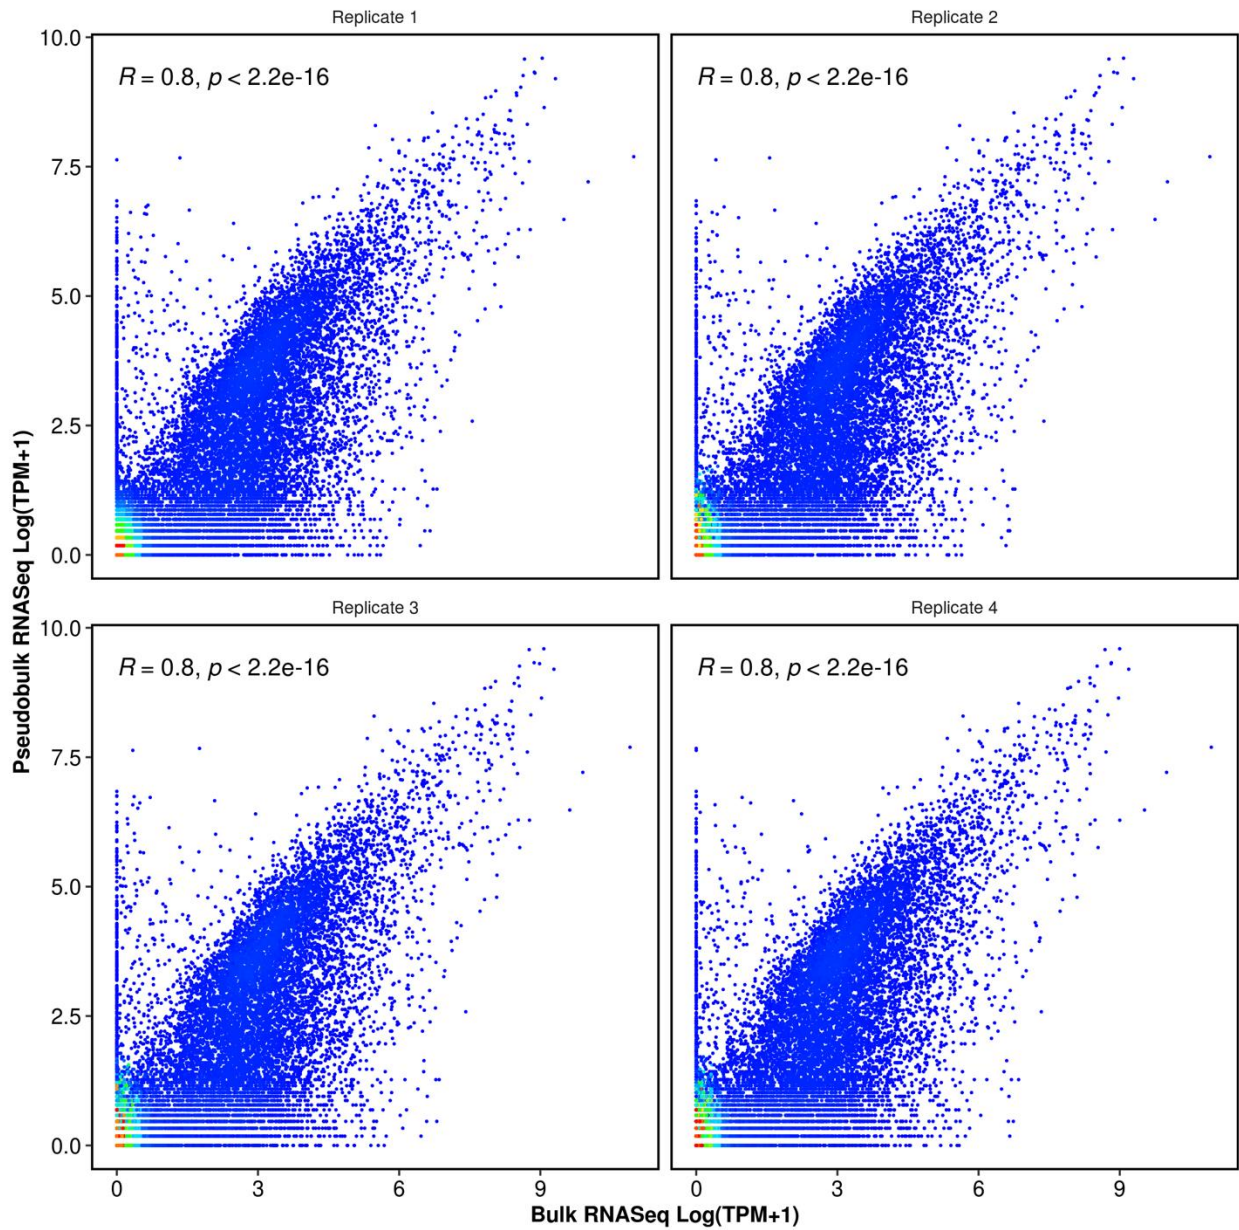 Replicate 1
Replicate 2
10.0
7.5
5.0
2.5
0.0
R = 0.8, p < 2.2e-16
R = 0.8, p < 2.2e-16
Replicate 3
Replicate 4
10.0
7.5
5.0
2.5
0.0
R = 0.8, p < 2.2e-16
R = 0.8, p < 2.2e-16
0 3 6 9
0 3 6 9
Pseudobulk RNASeq Log(TPM+1)
Bulk RNASeq Log(TPM+1)